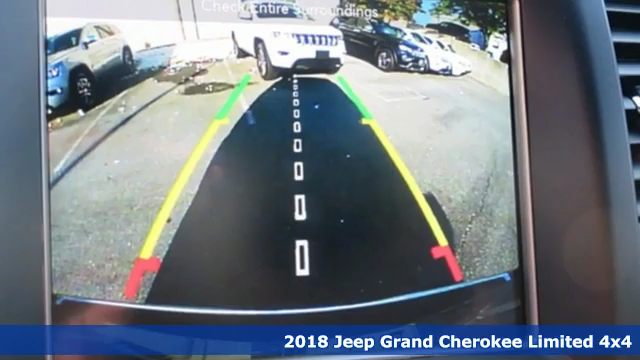 Check Entire Surroundings
2018 Jeep Grand Cherokee Limited 4x4